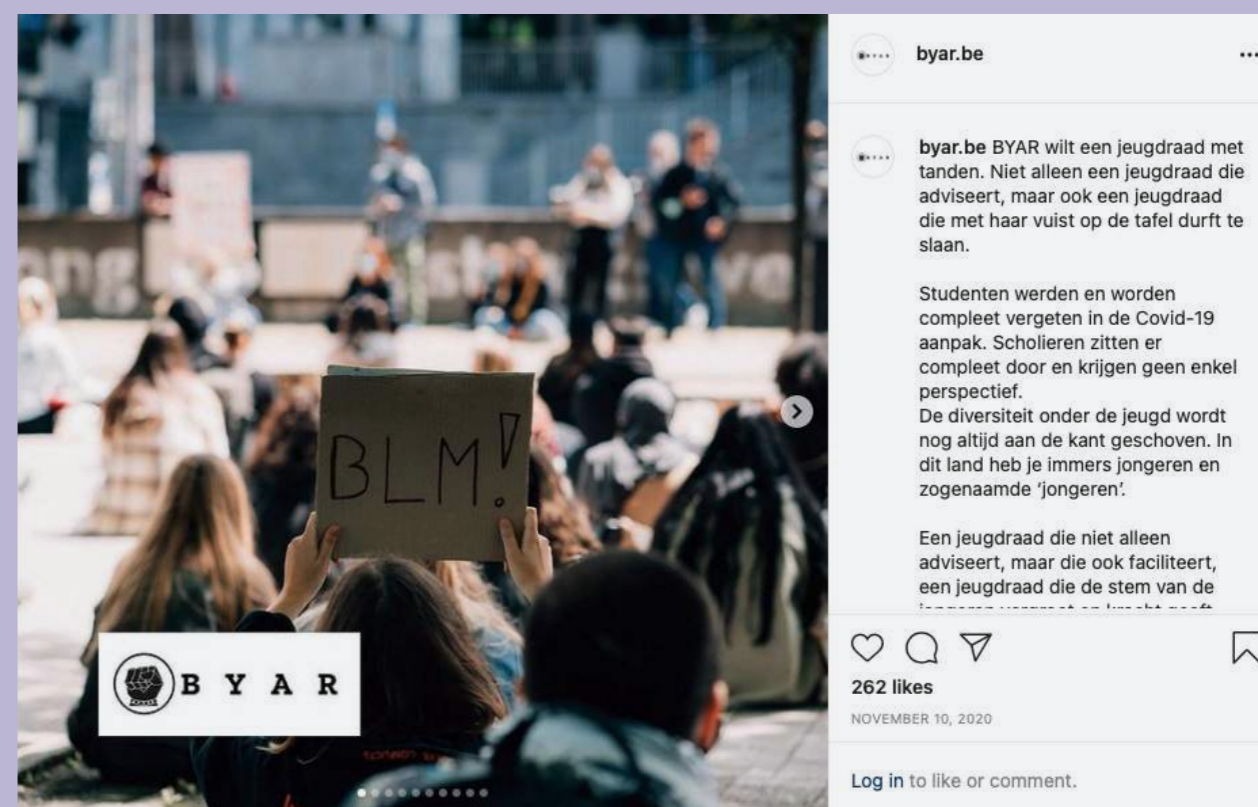 BLM!
BYAR
byar.be
byar.be BYAR wilt een jeugdraad met
tanden. Niet alleen een jeugdraad die
adviseert, maar ook een jeugdraad
die met haar vuist op de tafel durft te
slaan.
Studenten werden en worden
compleet vergeten in de Covid-19
aanpak. Scholieren zitten er
compleet door en krijgen geen enkel
perspectief.
De diversiteit onder de jeugd wordt
nog altijd aan de kant geschoven. In
dit land heb je immers jongeren en
zogenaamde ‘jongeren’.
Een jeugdraad die niet alleen
adviseert, maar die ook faciliteert,
een jeugdraad die de stem van de
262 likes
NOVEMBER 10, 2020
Log in to like or comment.